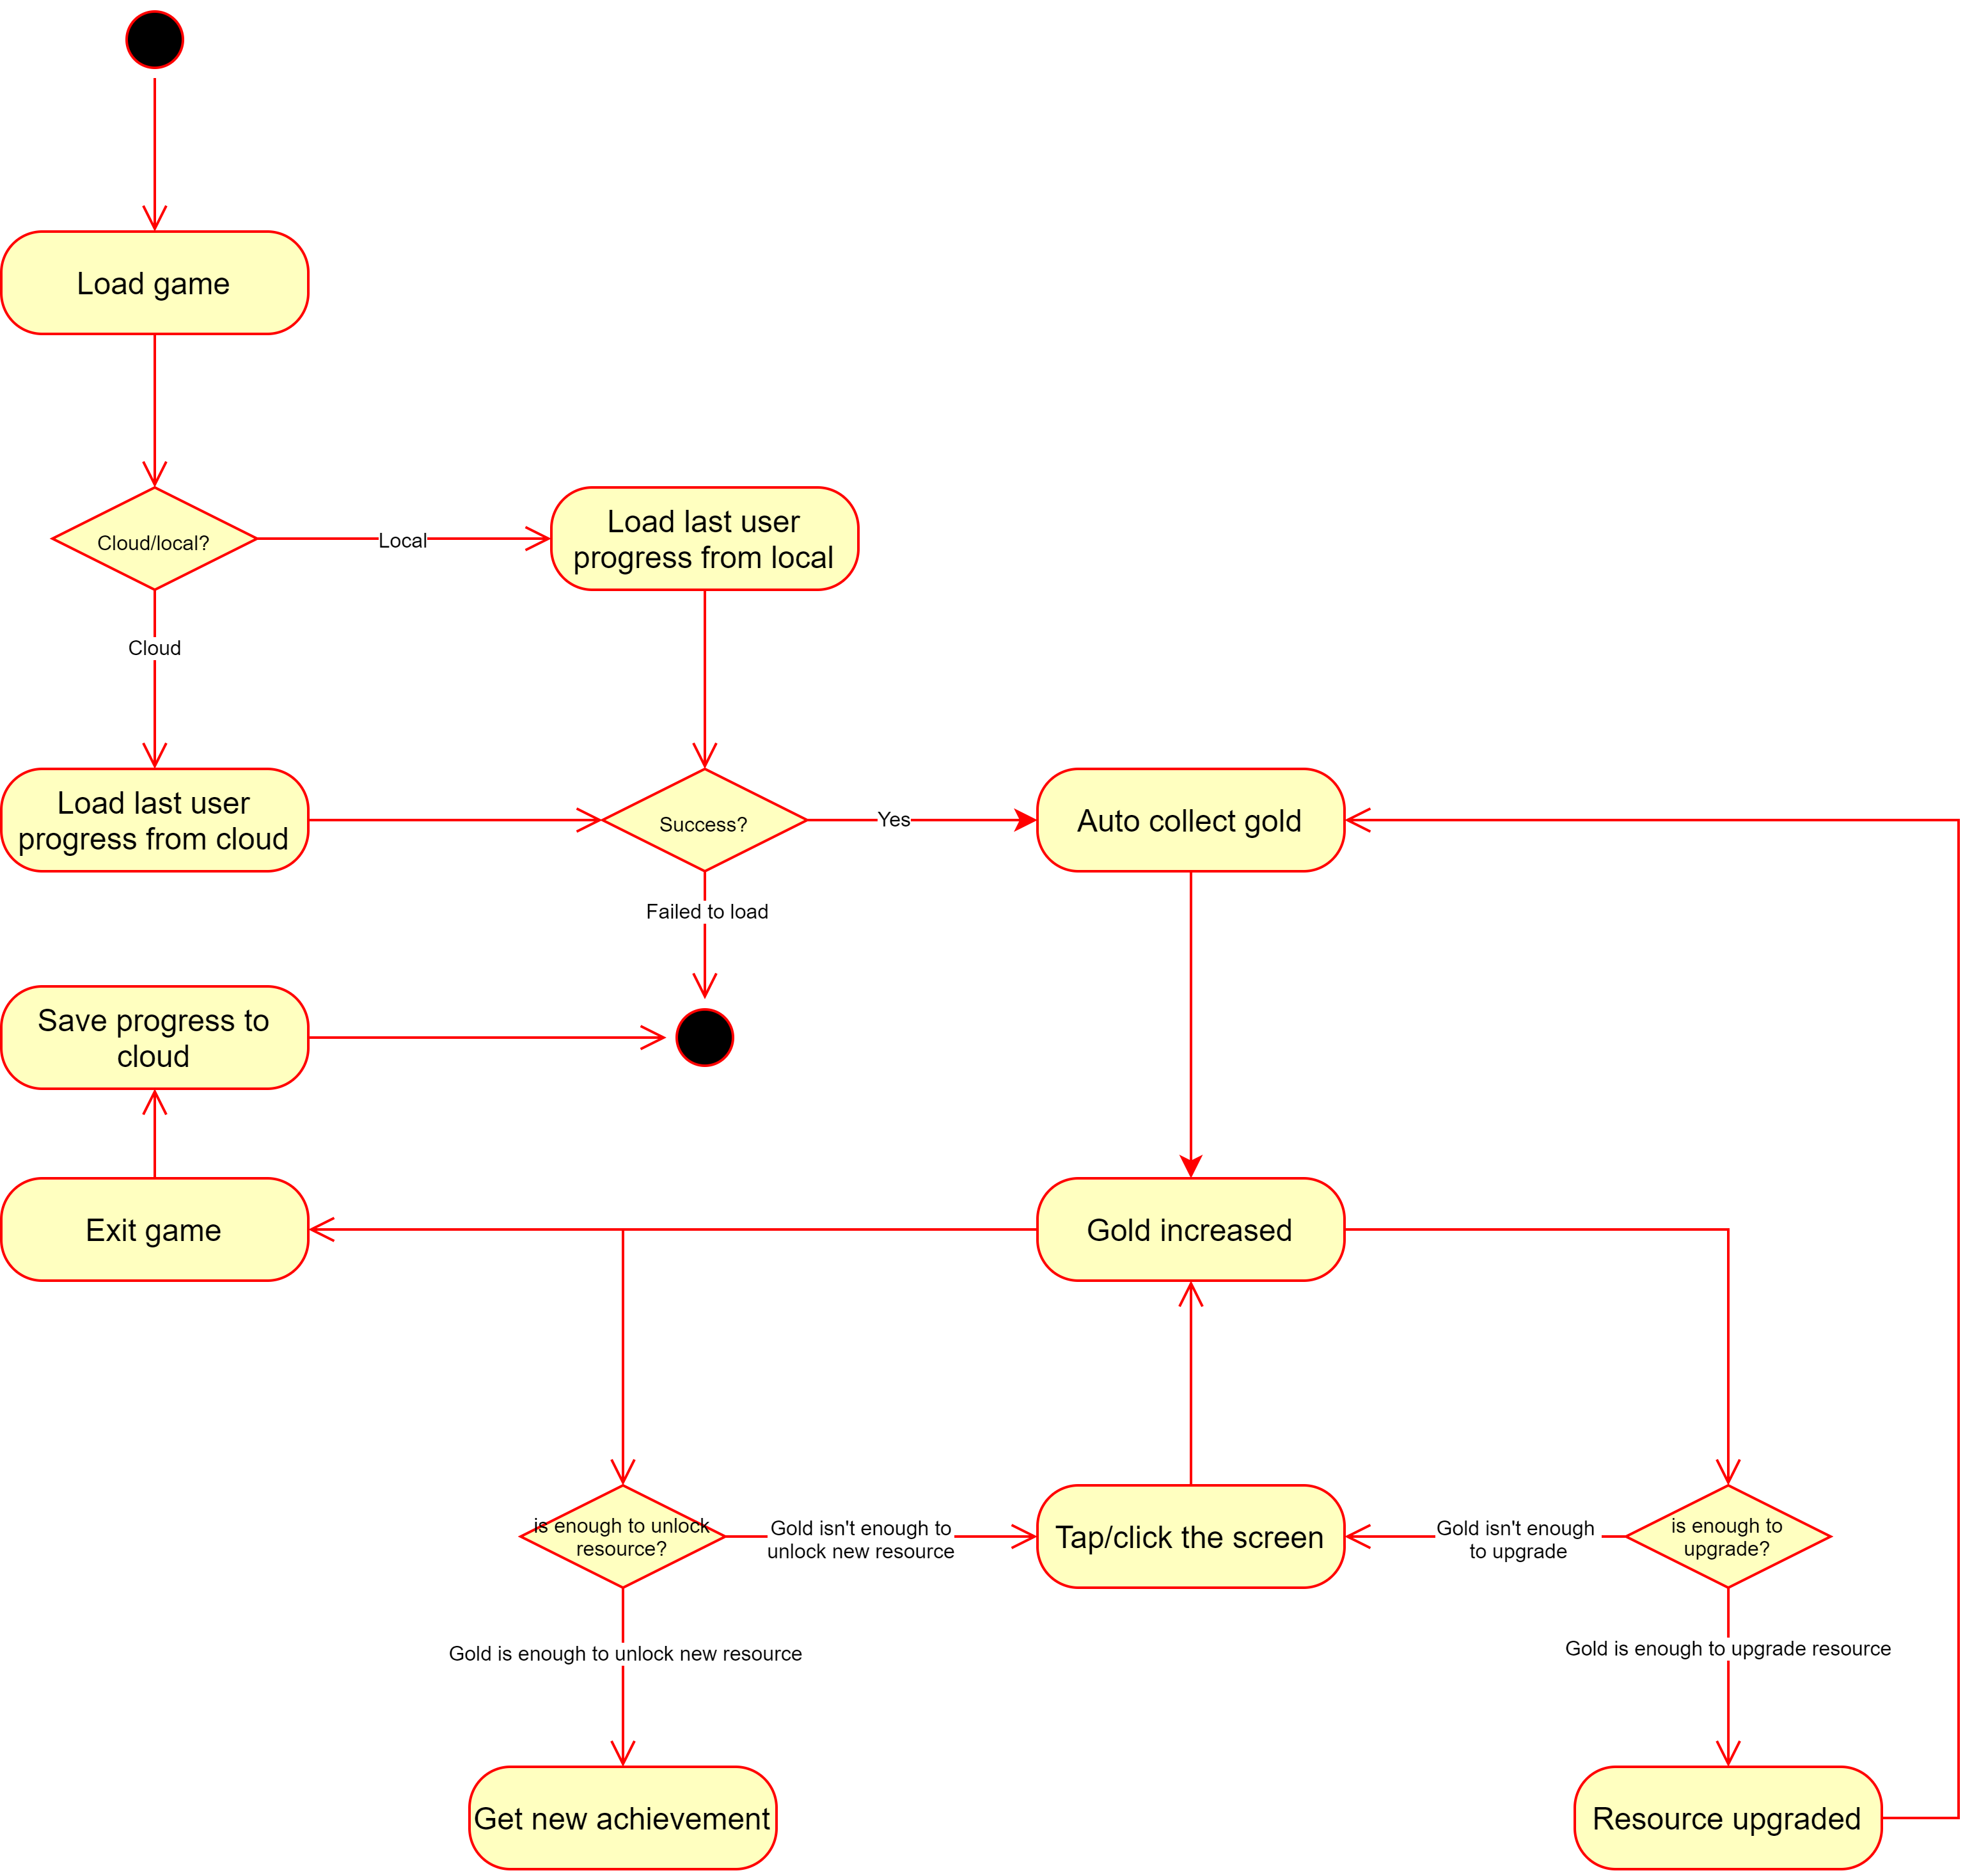 Load game
Cloud/local?
Local
Load last user
progress from local
Cloud
Load last user
progress from cloud
Success?
Yes
Auto collect gold
Failed to load
Save progress to
cloud
Exit game
Gold increased
is enough to unlock
resource?
Gold isn't enough to
unlock new resource
Tap/click the screen
Gold isn't enough
to upgrade
is enough to
upgrade?
Gold is enough to unlock new resource
Gold is enough to upgrade resource
Get new achievement
Resource upgraded